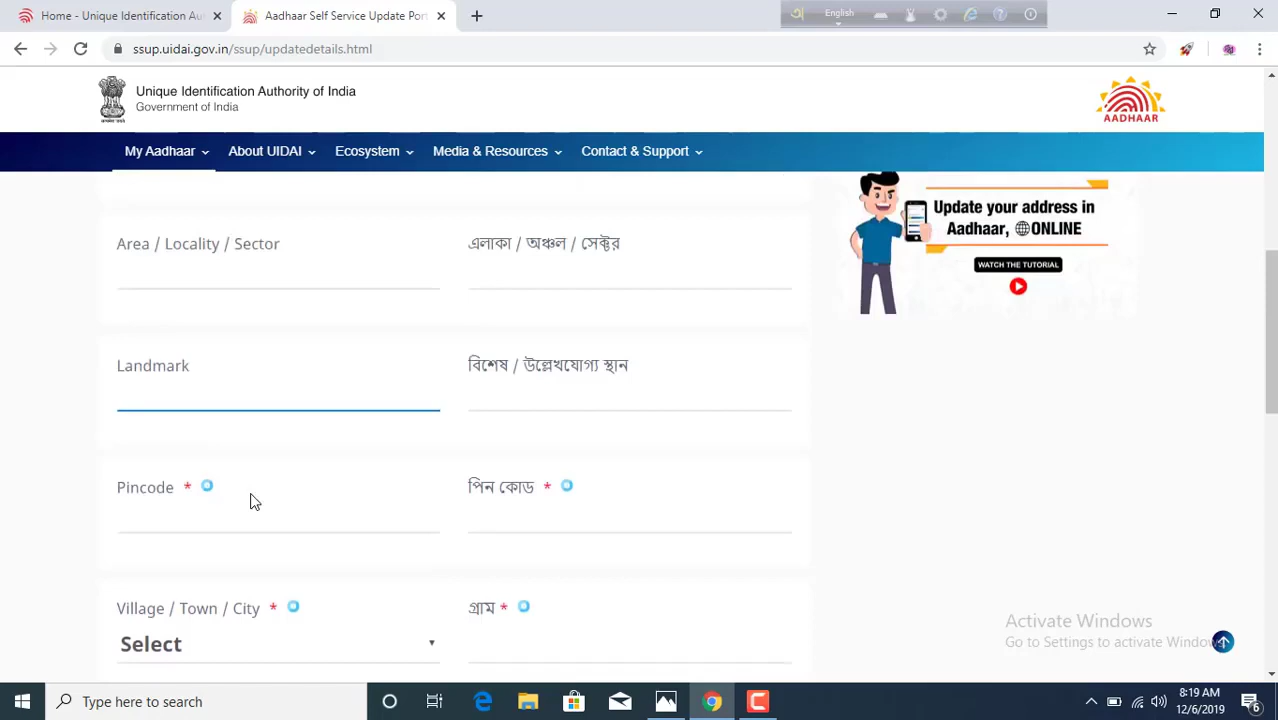 Home - Unique Identification Au
Aadhaar Self Service Update Por
English
ssup.uidai.gov.in/ssup/updatedetails.html
Unique Identification Authority of India
Government of India
AADHAAR
My Aadhaar
About UIDAI
Ecosystem
Media & Resources
Contact & Support
Update your address in
Aadhaar, ONLINE
WATCH THE TUTORIAL
Area / Locality / Sector
এলাকা / অঞ্চল / সেক্টর
Landmark
বিশেষ / উল্লেখযোগ্য স্থান
Pincode *
পিন কোড *
Village / Town / City *
গ্রাম *
Select
Activate Windows
Go to Settings to activate Windows
Type here to search
8:19 AM
12/6/2019
6